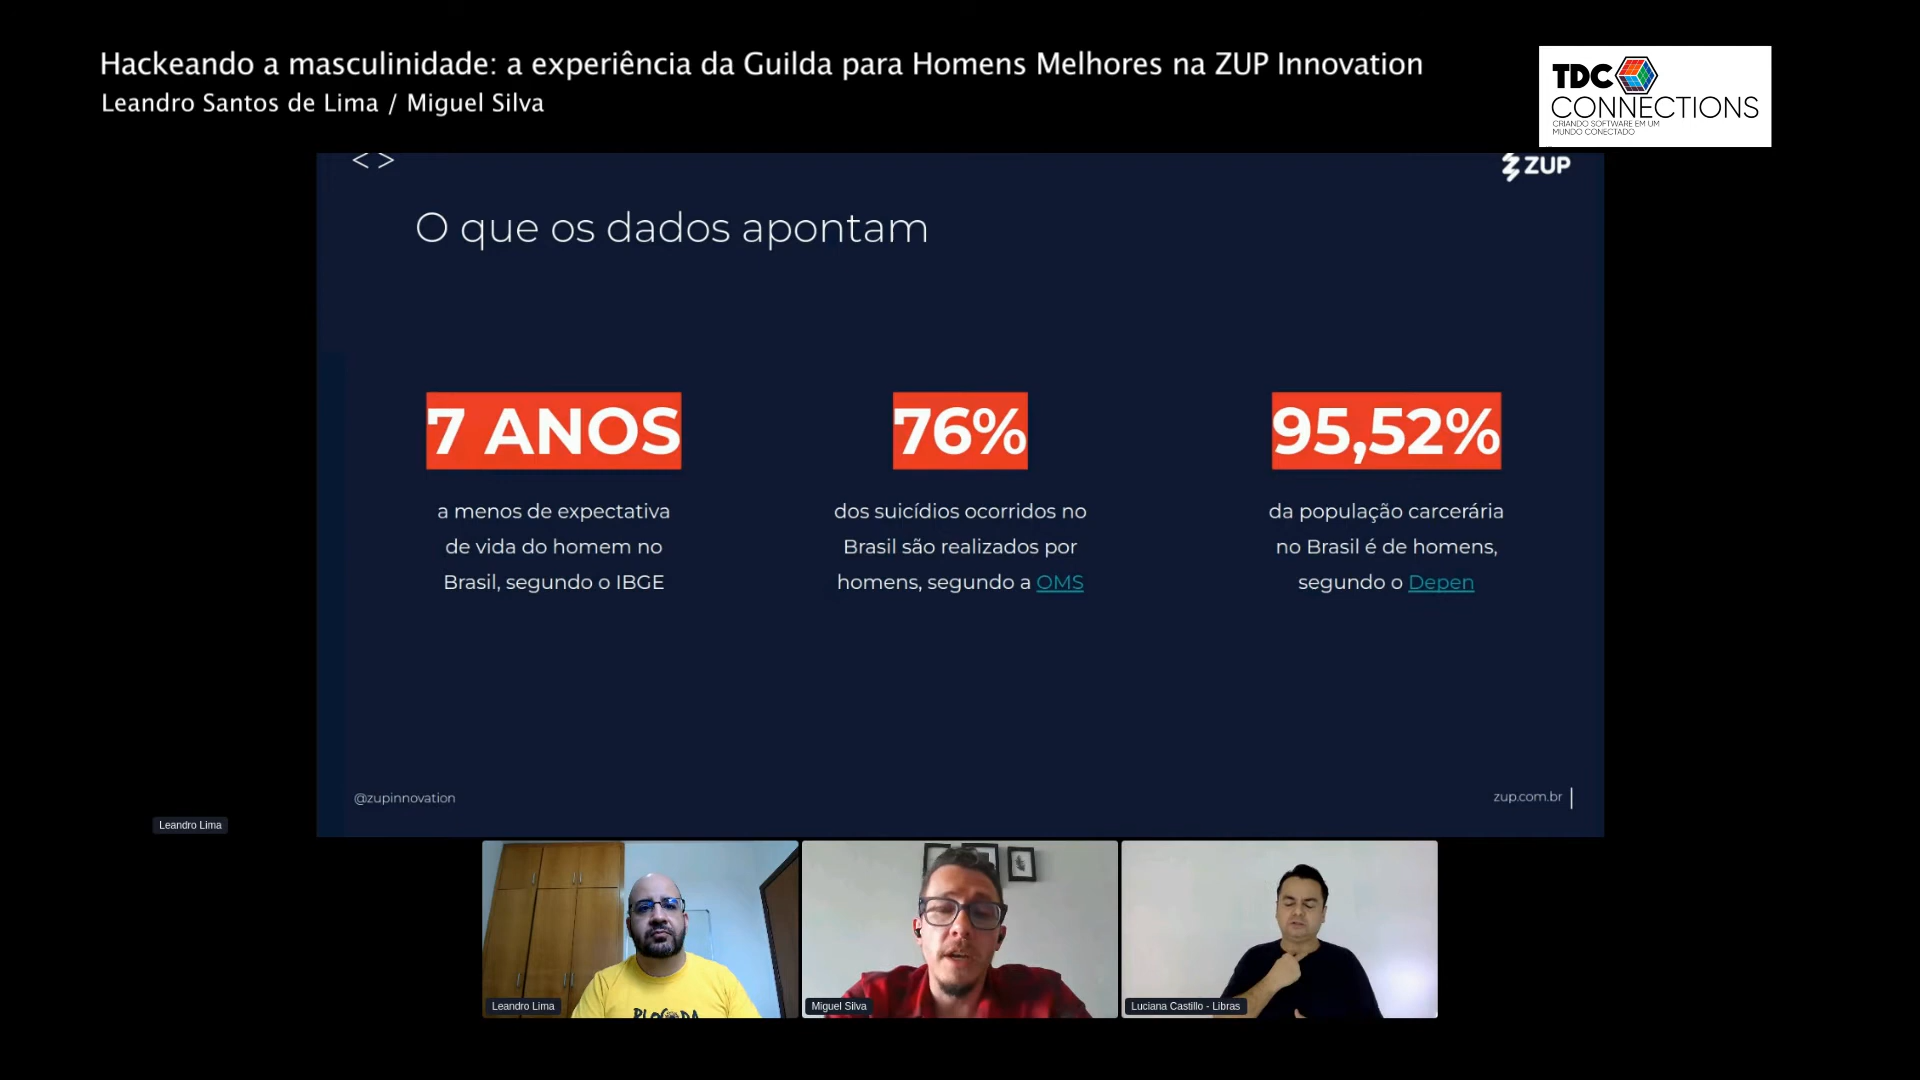 Hackeando a masculinidade: a experiência da Guilda para Homens Melhores na ZUP Innovation
Leandro Santos de Lima / Miguel Silva
TDC
CONNECTIONS
CRIANDO SOFTWARE EM UM
MUNDO CONECTADO
< >
ZUP
O que os dados apontam
7 ANOS
a menos de expectativa
de vida do homem no
Brasil, segundo o IBGE
76%
dos suicídios ocorridos no
Brasil são realizados por
homens, segundo a OMS
95,52%
da população carcerária
no Brasil é de homens,
segundo o Depen
@zupinnovation
zup.com.br
Leandro Lima
Leandro Lima
Miguel Silva
Luciana Castillo - Libras